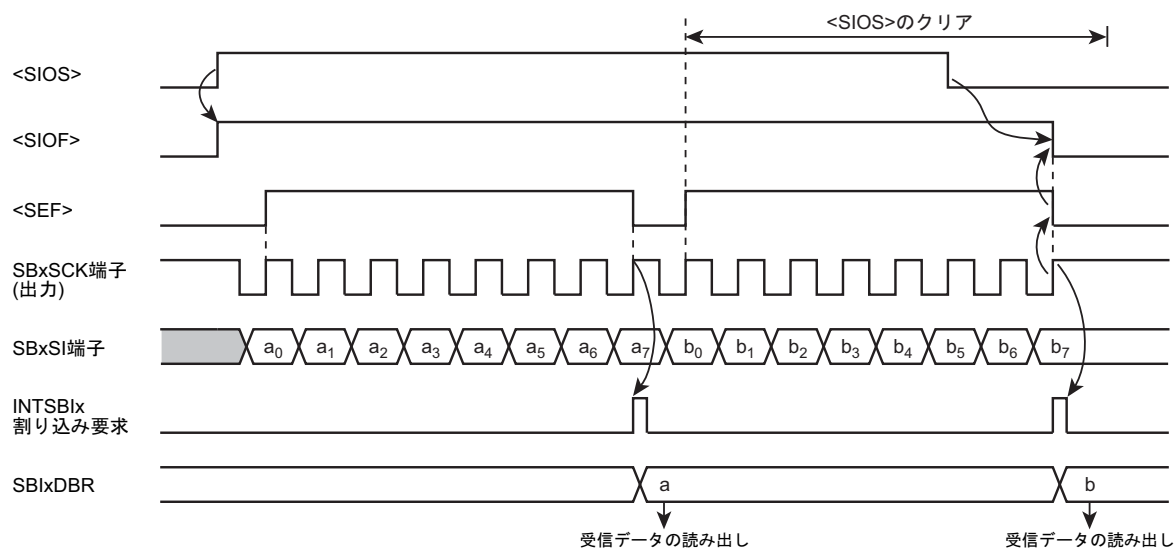 <SIOS>のクリア
<SIOS>
<SIOF>
<SEF>
SBxSCK端子
(出力)
SBxSI端子
a0 a1 a2 a3 a4 a5 a6 a7 b0 b1 b2 b3 b4 b5 b6 b7
INTSBIx
割り込み要求
SBIxDBR
a
b
受信データの読み出し
受信データの読み出し